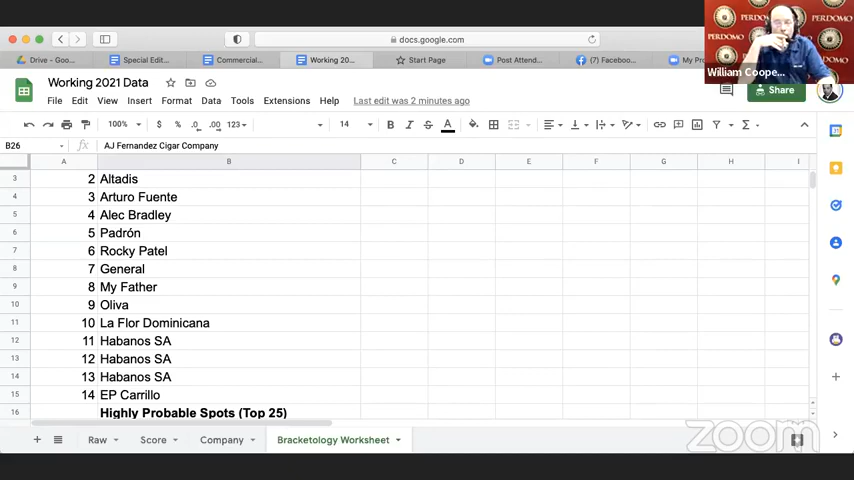 Drive - Goo...
Special Edit...
Commercial...
docs.google.com
Working 20...
Start Page
Post Attend...
(7) Faceboo...
My Pro
PERDOMO PERDOMO
William Coope...
Working 2021 Data
File Edit View Insert Format Data Tools Extensions Help Last edit was 2 minutes ago
Share
100% $ % .0 .00 123 14 B I S A
B26 fx AJ Fernandez Cigar Company
A B C D E F G H I
3 2 Altadis
4 3 Arturo Fuente
5 4 Alec Bradley
6 5 Padrón
7 6 Rocky Patel
8 7 General
9 8 My Father
10 9 Oliva
11 10 La Flor Dominicana
12 11 Habanos SA
13 12 Habanos SA
14 13 Habanos SA
15 14 EP Carrillo
16 Highly Probable Spots (Top 25)
Raw Score Company Bracketology Worksheet
zoom